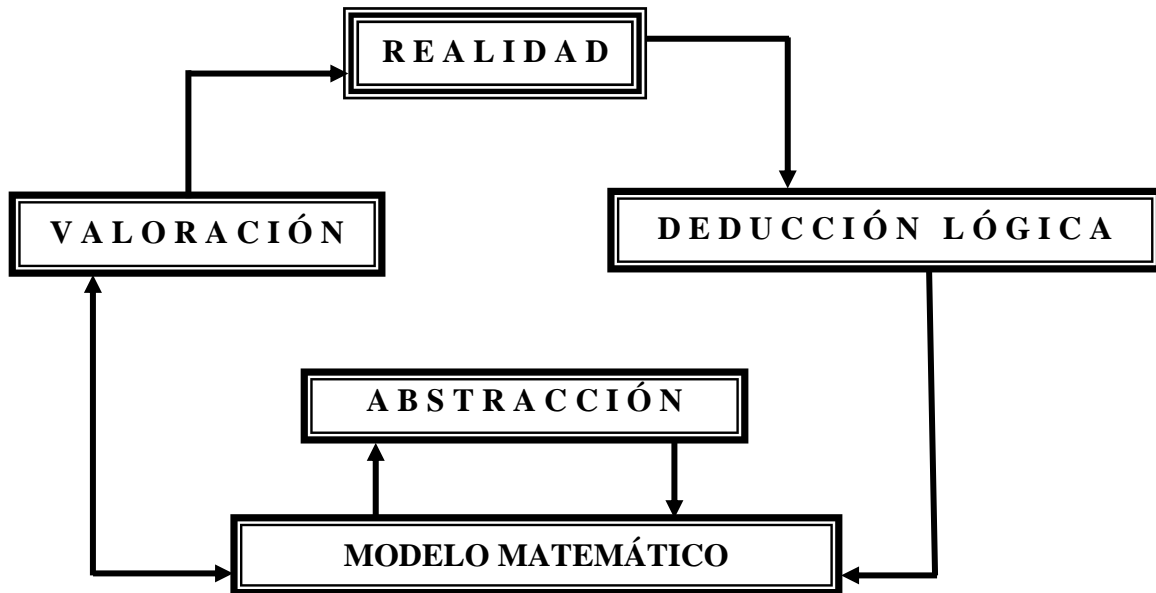 REALIDAD
VALORACIÓN
DEDUCCIÓN LÓGICA
ABSTRACCIÓN
MODELO MATEMÁTICO